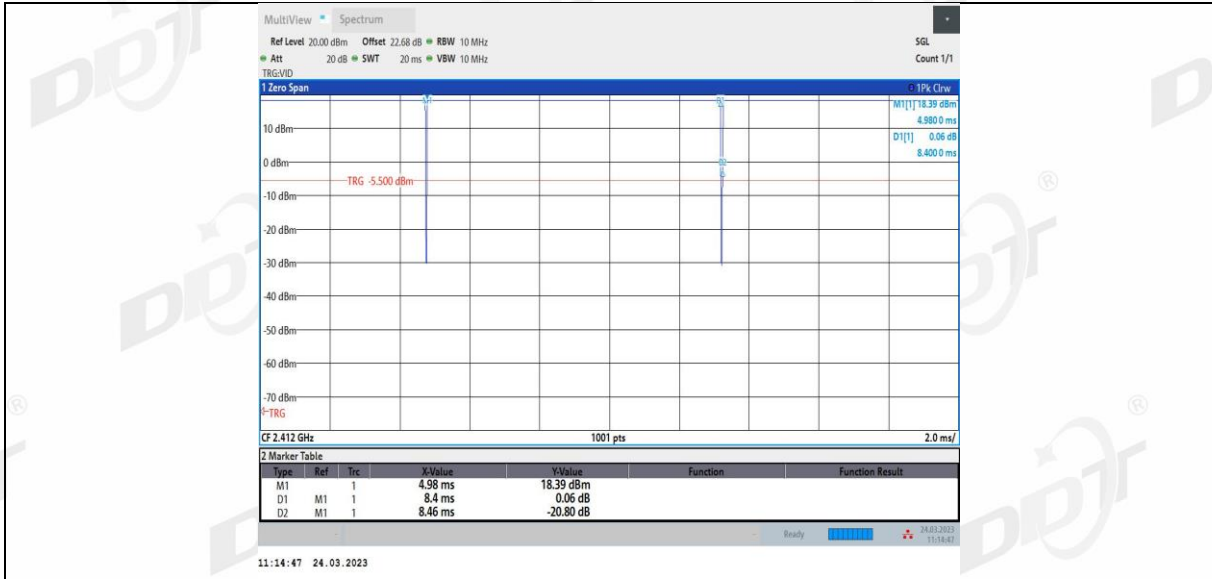 MultiView Spectrum
Ref Level 20.00 dBm Offset 22.68 dB RBW 10 MHz SGL
Att 20 dB SWT 20 ms VBW 10 MHz Count 1/1
TRG:VID
1 Zero Span 1Pk Clrw
M1[1] 18.39 dBm
4.980 0 ms
10 dBm
D1[1] 0.06 dB
8.400 0 ms
0 dBm
TRG -5.500 dBm
-10 dBm
-20 dBm
-30 dBm
-40 dBm
-50 dBm
-60 dBm
-70 dBm
TRG
CF 2.412 GHz 1001 pts 2.0 ms/
2 Marker Table
Type Ref Trc X-Value Y-Value Function Function Result
M1 1 4.98 ms 18.39 dBm
D1 M1 1 8.4 ms 0.06 dB
D2 M1 1 8.46 ms -20.80 dB
Ready 24.03.2023
11:14:47
11:14:47 24.03.2023